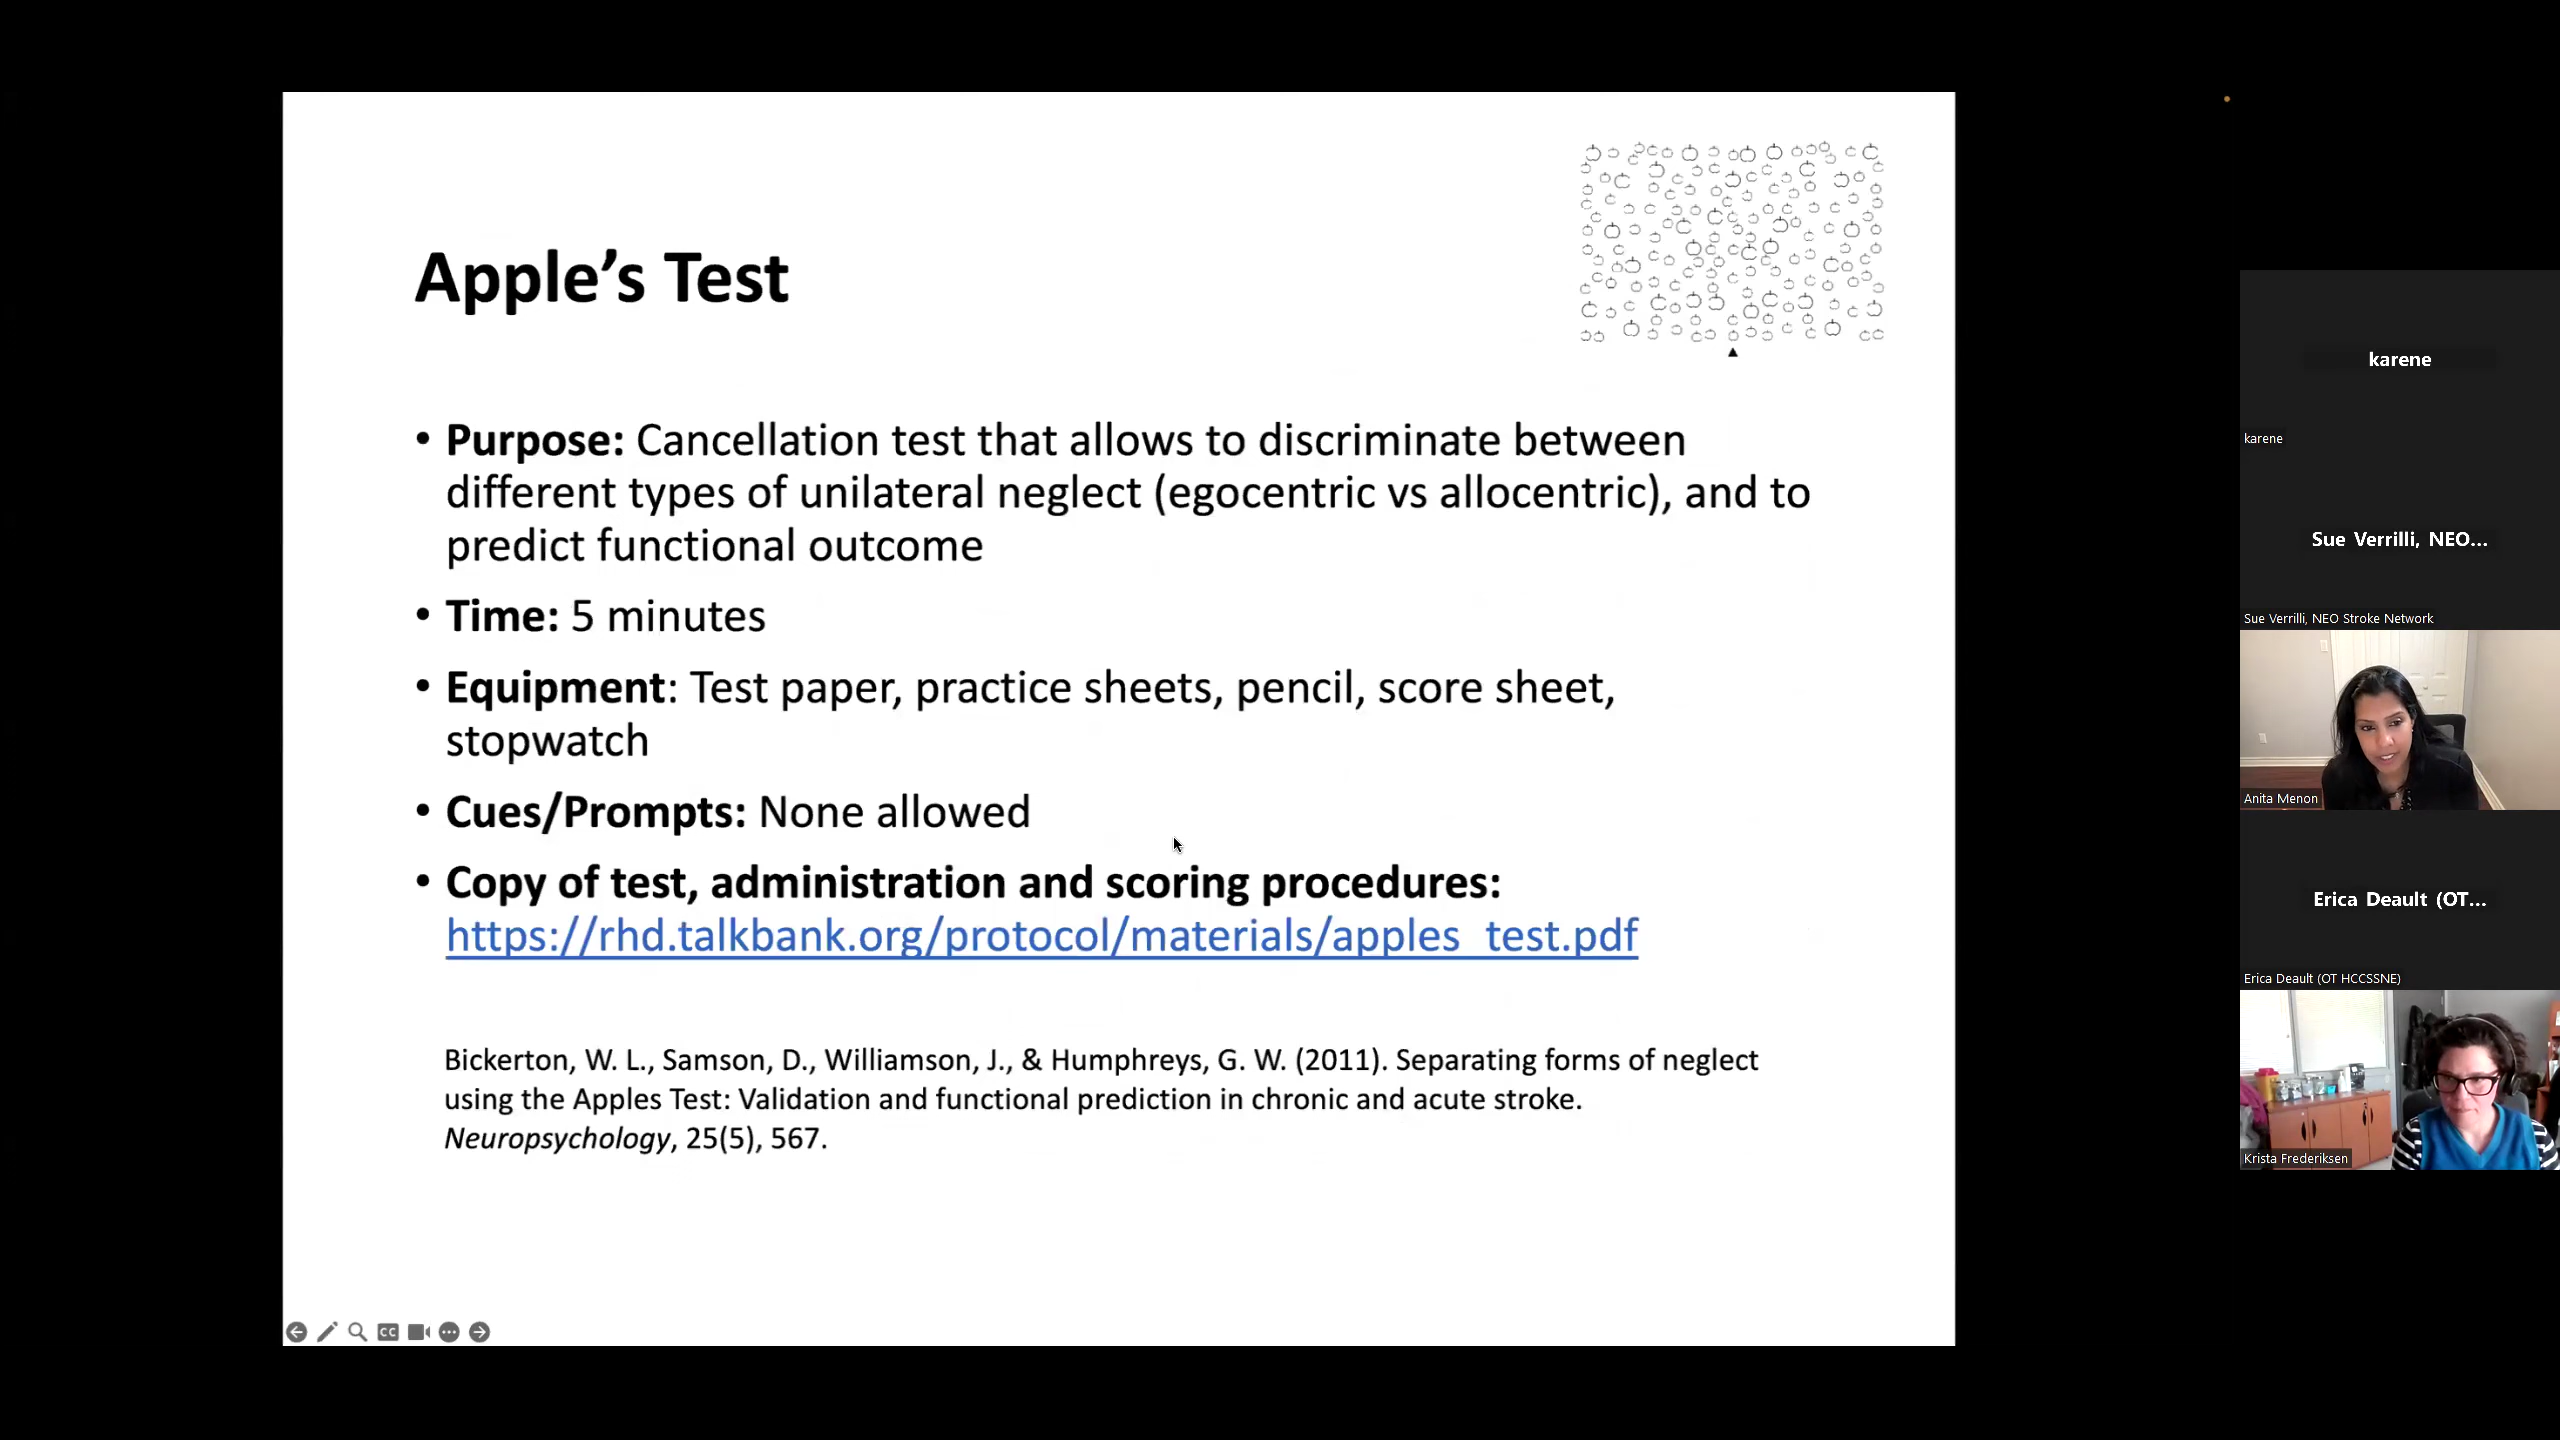 Apple’s Test
• Purpose: Cancellation test that allows to discriminate between
different types of unilateral neglect (egocentric vs allocentric), and to
predict functional outcome
• Time: 5 minutes
• Equipment: Test paper, practice sheets, pencil, score sheet,
stopwatch
• Cues/Prompts: None allowed
• Copy of test, administration and scoring procedures:
https://rhd.talkbank.org/protocol/materials/apples_test.pdf
Bickerton, W. L., Samson, D., Williamson, J., & Humphreys, G. W. (2011). Separating forms of neglect
using the Apples Test: Validation and functional prediction in chronic and acute stroke.
Neuropsychology, 25(5), 567.
CC
karene
karene
Sue Verrilli, NEO...
Sue Verrilli, NEO Stroke Network
Anita Menon
Erica Deault (OT...
Erica Deault (OT HCCSSNE)
Krista Frederiksen